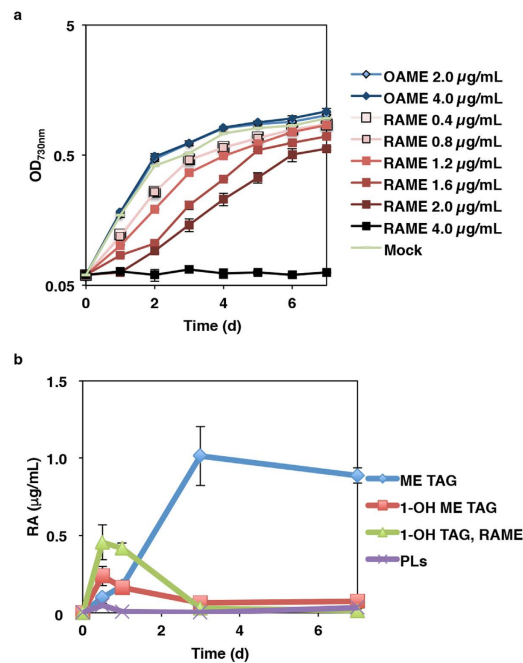 a
5
0.5
0.05
OD730nm
0
2
4
6
Time (d)
OAME 2.0 µg/mL
OAME 4.0 µg/mL
RAME 0.4 µg/mL
RAME 0.8 µg/mL
RAME 1.2 µg/mL
RAME 1.6 µg/mL
RAME 2.0 µg/mL
RAME 4.0 µg/mL
Mock
b
1.5
1.0
0.5
0
RA (µg/mL)
0
2
4
6
Time (d)
ME TAG
1-OH ME TAG
1-OH TAG, RAME
PLs